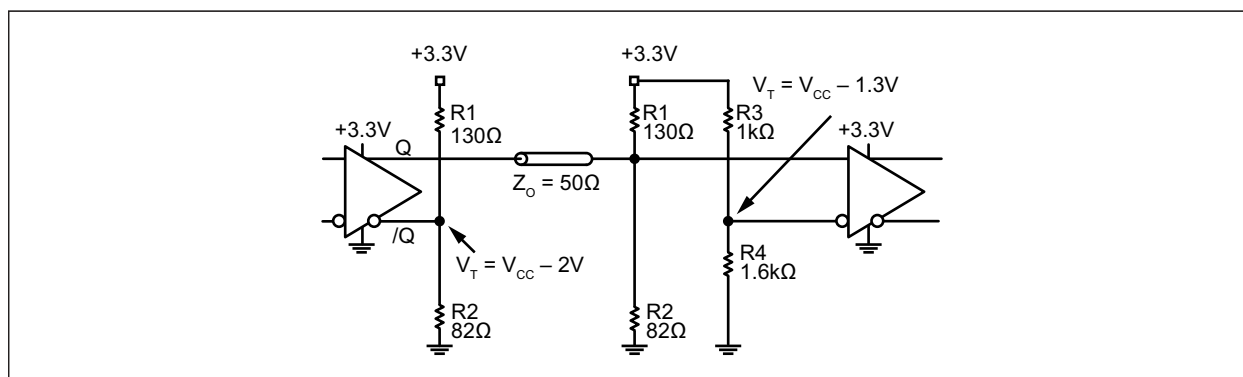 +3.3V
+3.3V
V_T = V_CC – 1.3V
R1
130Ω
R1
130Ω
R3
1kΩ
+3.3V
+3.3V
Q
Z_O = 50Ω
/Q
V_T = V_CC – 2V
R4
1.6kΩ
R2
82Ω
R2
82Ω